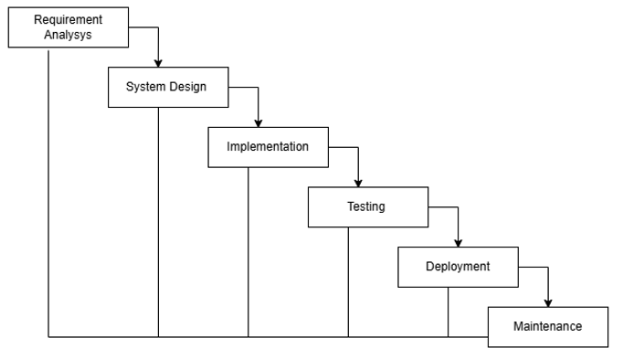 Requirement
Analysys
System Design
Implementation
Testing
Deployment
Maintenance